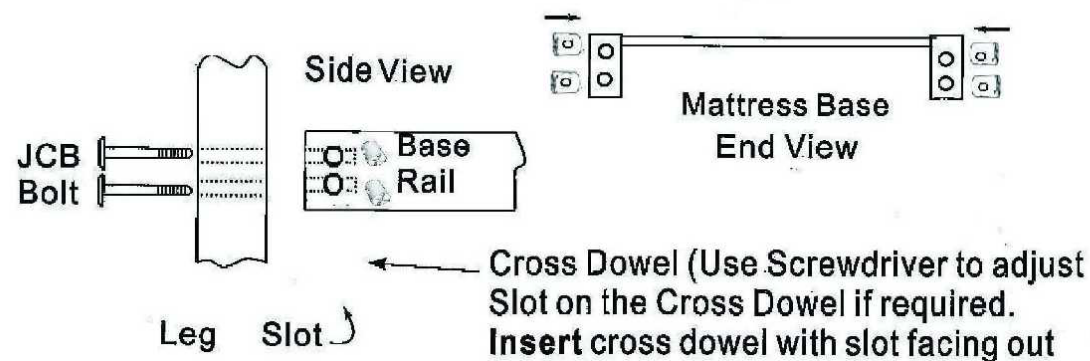 Side View
JCB
Bolt
Base
Rail
Mattress Base
End View
Cross Dowel (Use Screwdriver to adjust
Slot on the Cross Dowel if required.
Insert cross dowel with slot facing out
Leg
Slot